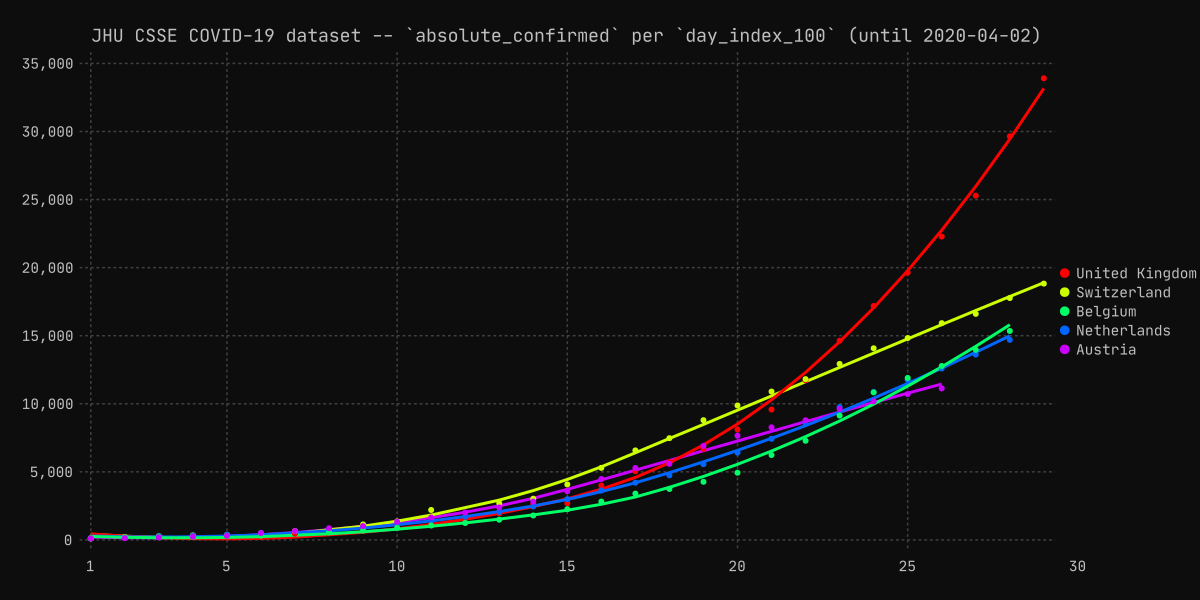 JHU CSSE COVID-19 dataset -- `absolute_confirmed` per `day_index_100` (until 2020-04-02)
35,000
30,000
25,000
20,000
15,000
10,000
5,000
0
1 5 10 15 20 25 30
United Kingdom
Switzerland
Belgium
Netherlands
Austria